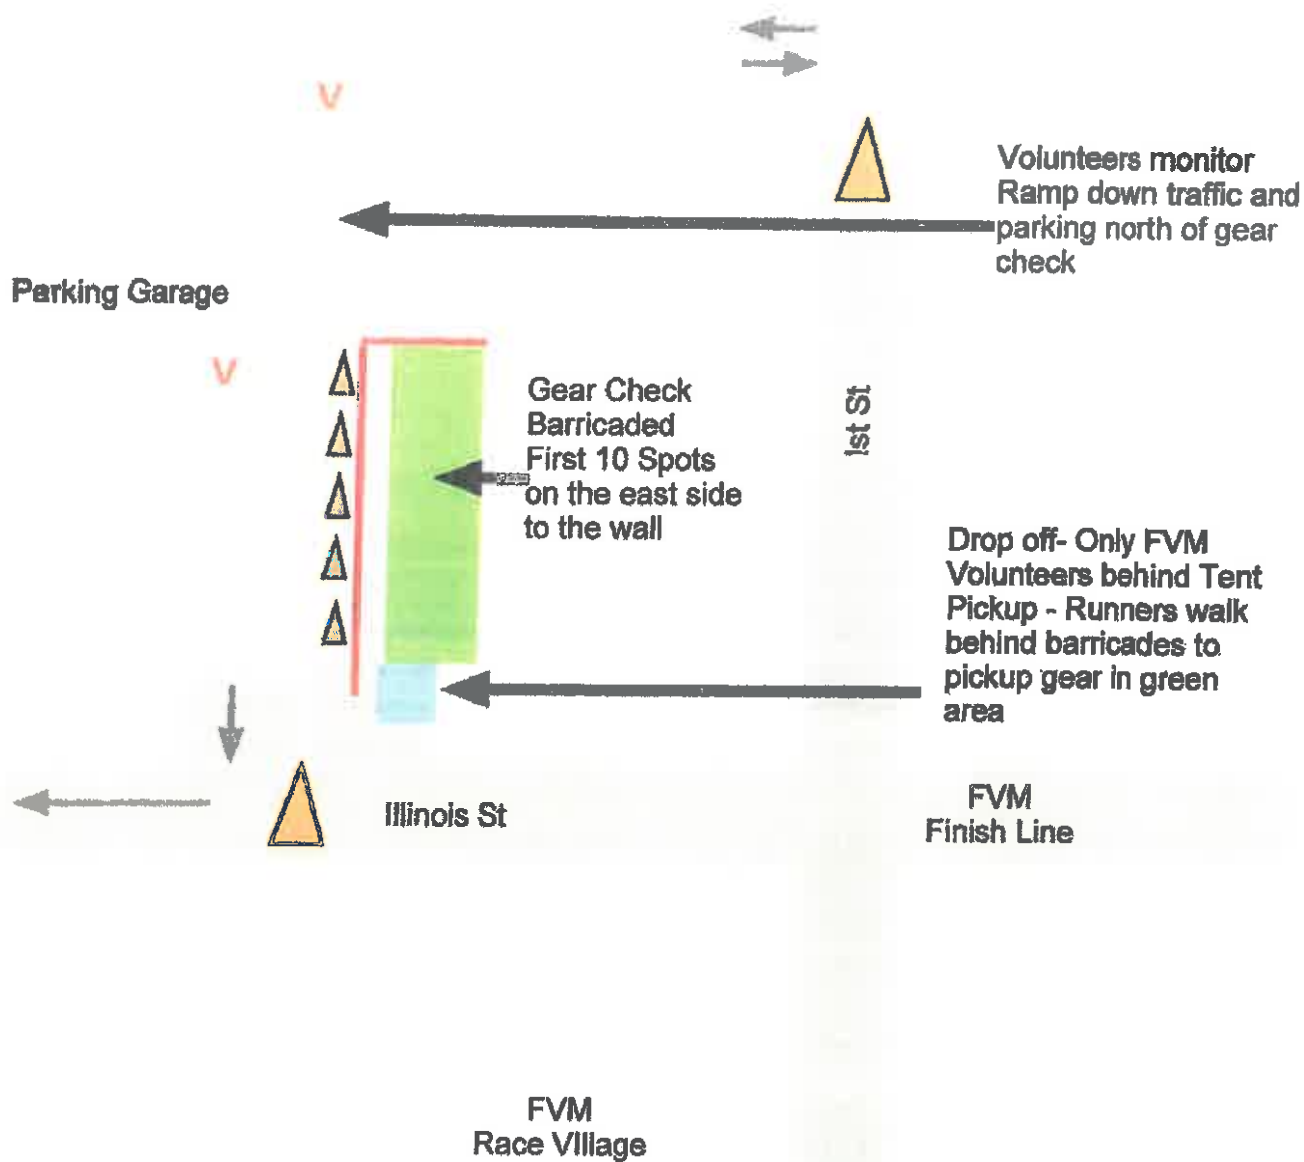 V
Volunteers monitor
Ramp down traffic and
parking north of gear
check
Parking Garage
V
Gear Check
Barricaded
First 10 Spots
on the east side
to the wall
1st St
Drop off- Only FVM
Volunteers behind Tent
Pickup - Runners walk
behind barricades to
pickup gear in green
area
Illinois St
FVM
Finish Line
FVM
Race Village